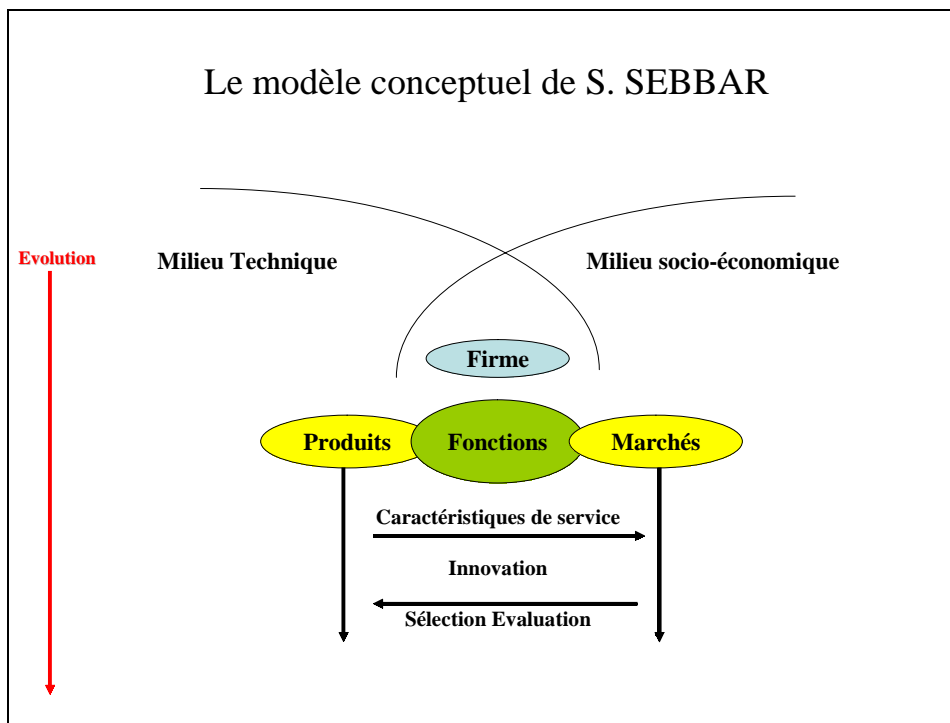 Le modèle conceptuel de S. SEBBAR
Evolution
Milieu Technique
Milieu socio-économique
Firme
Produits
Fonctions
Marchés
Caractéristiques de service
Innovation
Sélection Evaluation